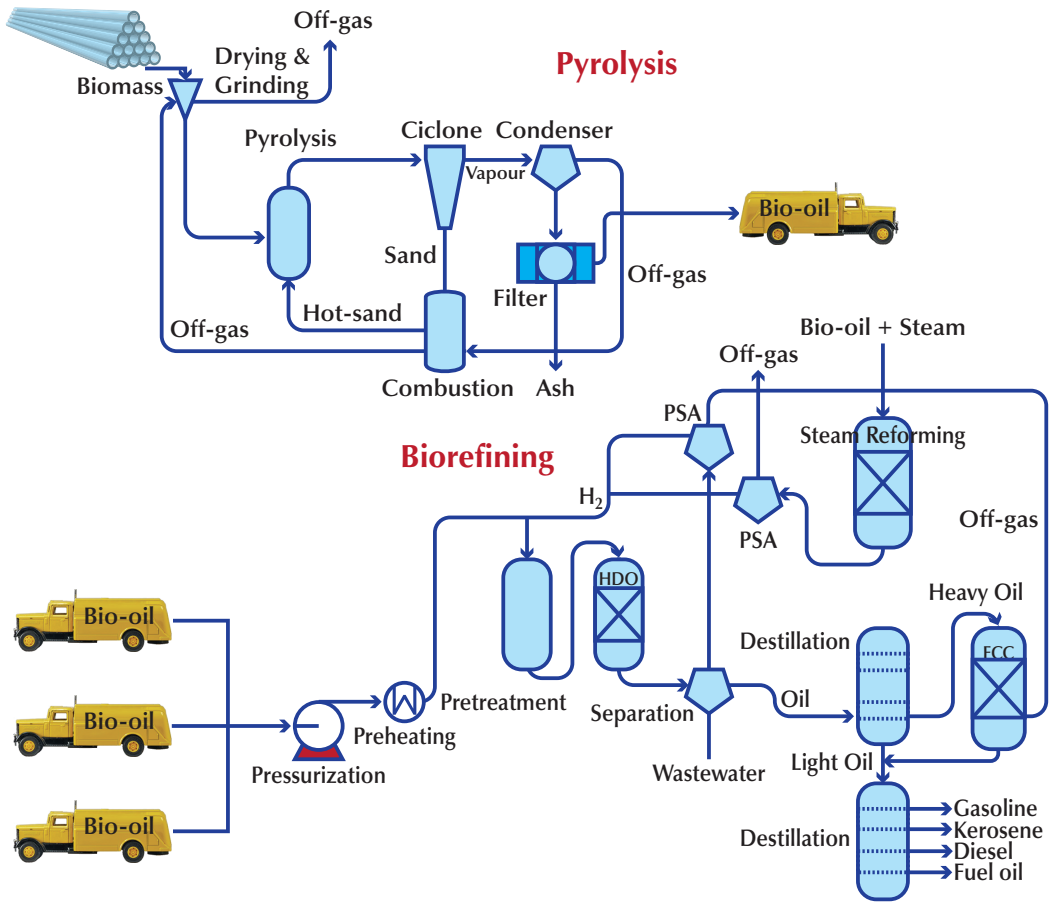 Off-gas
Drying &
Grinding
Biomass
Pyrolysis
Pyrolysis
Ciclone
Condenser
Vapour
Bio-oil
Sand
Filter
Off-gas
Hot-sand
Off-gas
Combustion
Ash
Bio-oil + Steam
Off-gas
PSA
Steam Reforming
Biorefining
H2
PSA
Off-gas
HDO
Heavy Oil
Bio-oil
Destillation
FCC
Pretreatment
Separation
Oil
Bio-oil
Preheating
Pressurization
Wastewater
Light Oil
Bio-oil
Destillation
Gasoline
Kerosene
Diesel
Fuel oil